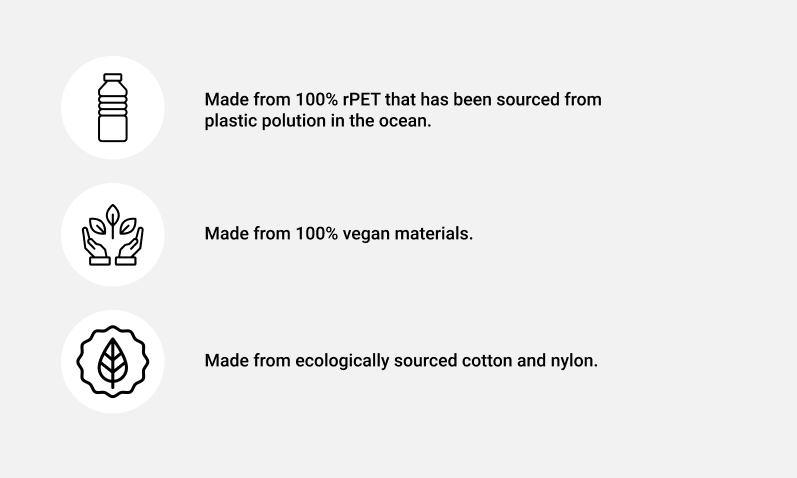 Made from 100% rPET that has been sourced from
plastic polution in the ocean.
Made from 100% vegan materials.
Made from ecologically sourced cotton and nylon.